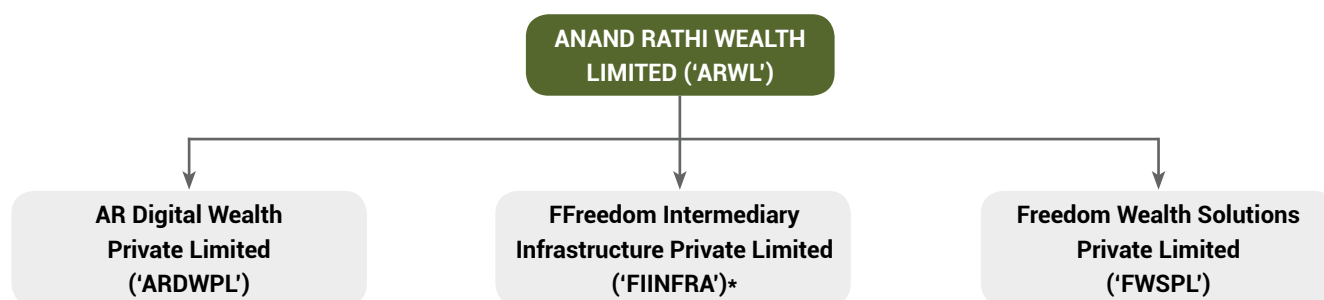 ANAND RATHI WEALTH
LIMITED (‘ARWL’)
AR Digital Wealth
Private Limited
(‘ARDWPL’)
FFreedom Intermediary
Infrastructure Private Limited
(‘FIINFRA’)*
Freedom Wealth Solutions
Private Limited
(‘FWSPL’)